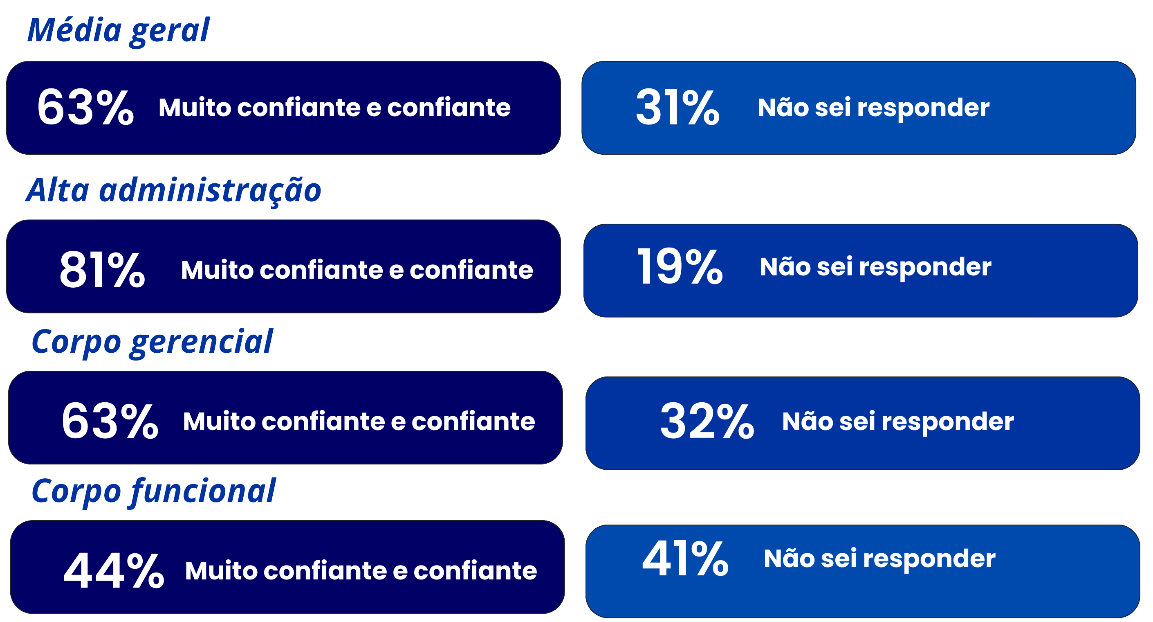 Média geral
63% Muito confiante e confiante
31% Não sei responder
Alta administração
81% Muito confiante e confiante
19% Não sei responder
Corpo gerencial
63% Muito confiante e confiante
32% Não sei responder
Corpo funcional
44% Muito confiante e confiante
41% Não sei responder